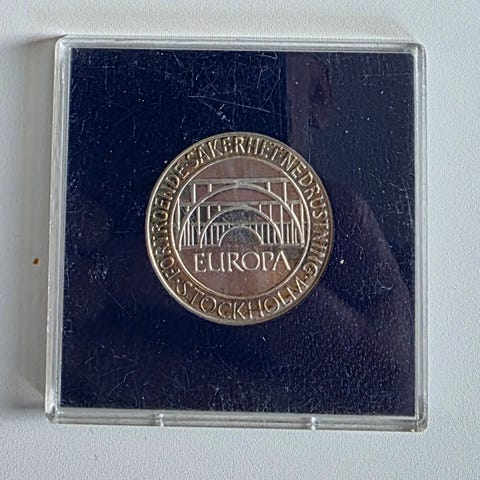 FÖRTROENDE·SÄKERHET·NEDRUSTNING
·STOCKHOLM·
EUROPA